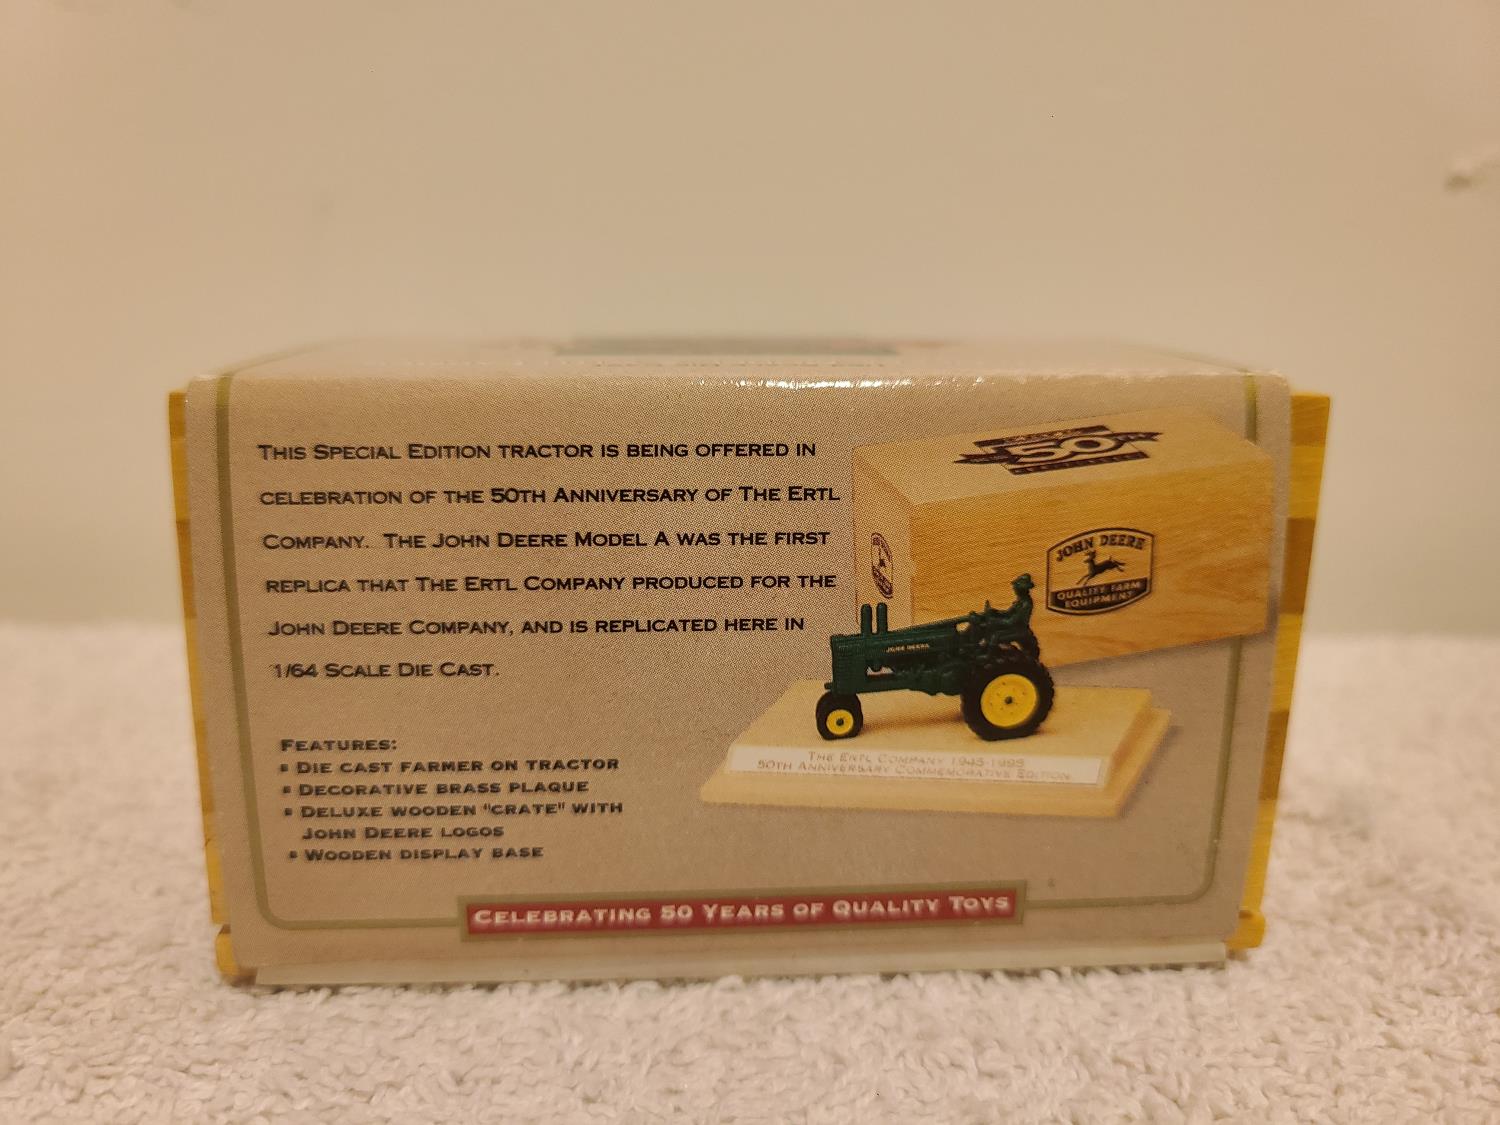 THIS SPECIAL EDITION TRACTOR IS BEING OFFERED IN
CELEBRATION OF THE 50TH ANNIVERSARY OF THE ERTL
COMPANY. THE JOHN DEERE MODEL A WAS THE FIRST
REPLICA THAT THE ERTL COMPANY PRODUCED FOR THE
JOHN DEERE COMPANY, AND IS REPLICATED HERE IN
1/64 SCALE DIE CAST.
FEATURES:
▪ DIE CAST FARMER ON TRACTOR
▪ DECORATIVE BRASS PLAQUE
▪ DELUXE WOODEN "CRATE" WITH
JOHN DEERE LOGOS
▪ WOODEN DISPLAY BASE
50
JOHN DEERE
QUALITY FARM
EQUIPMENT
JOHN DEERE
THE ERTL COMPANY 1945-1995
50TH ANNIVERSARY COMMEMORATIVE EDITION
CELEBRATING 50 YEARS OF QUALITY TOYS